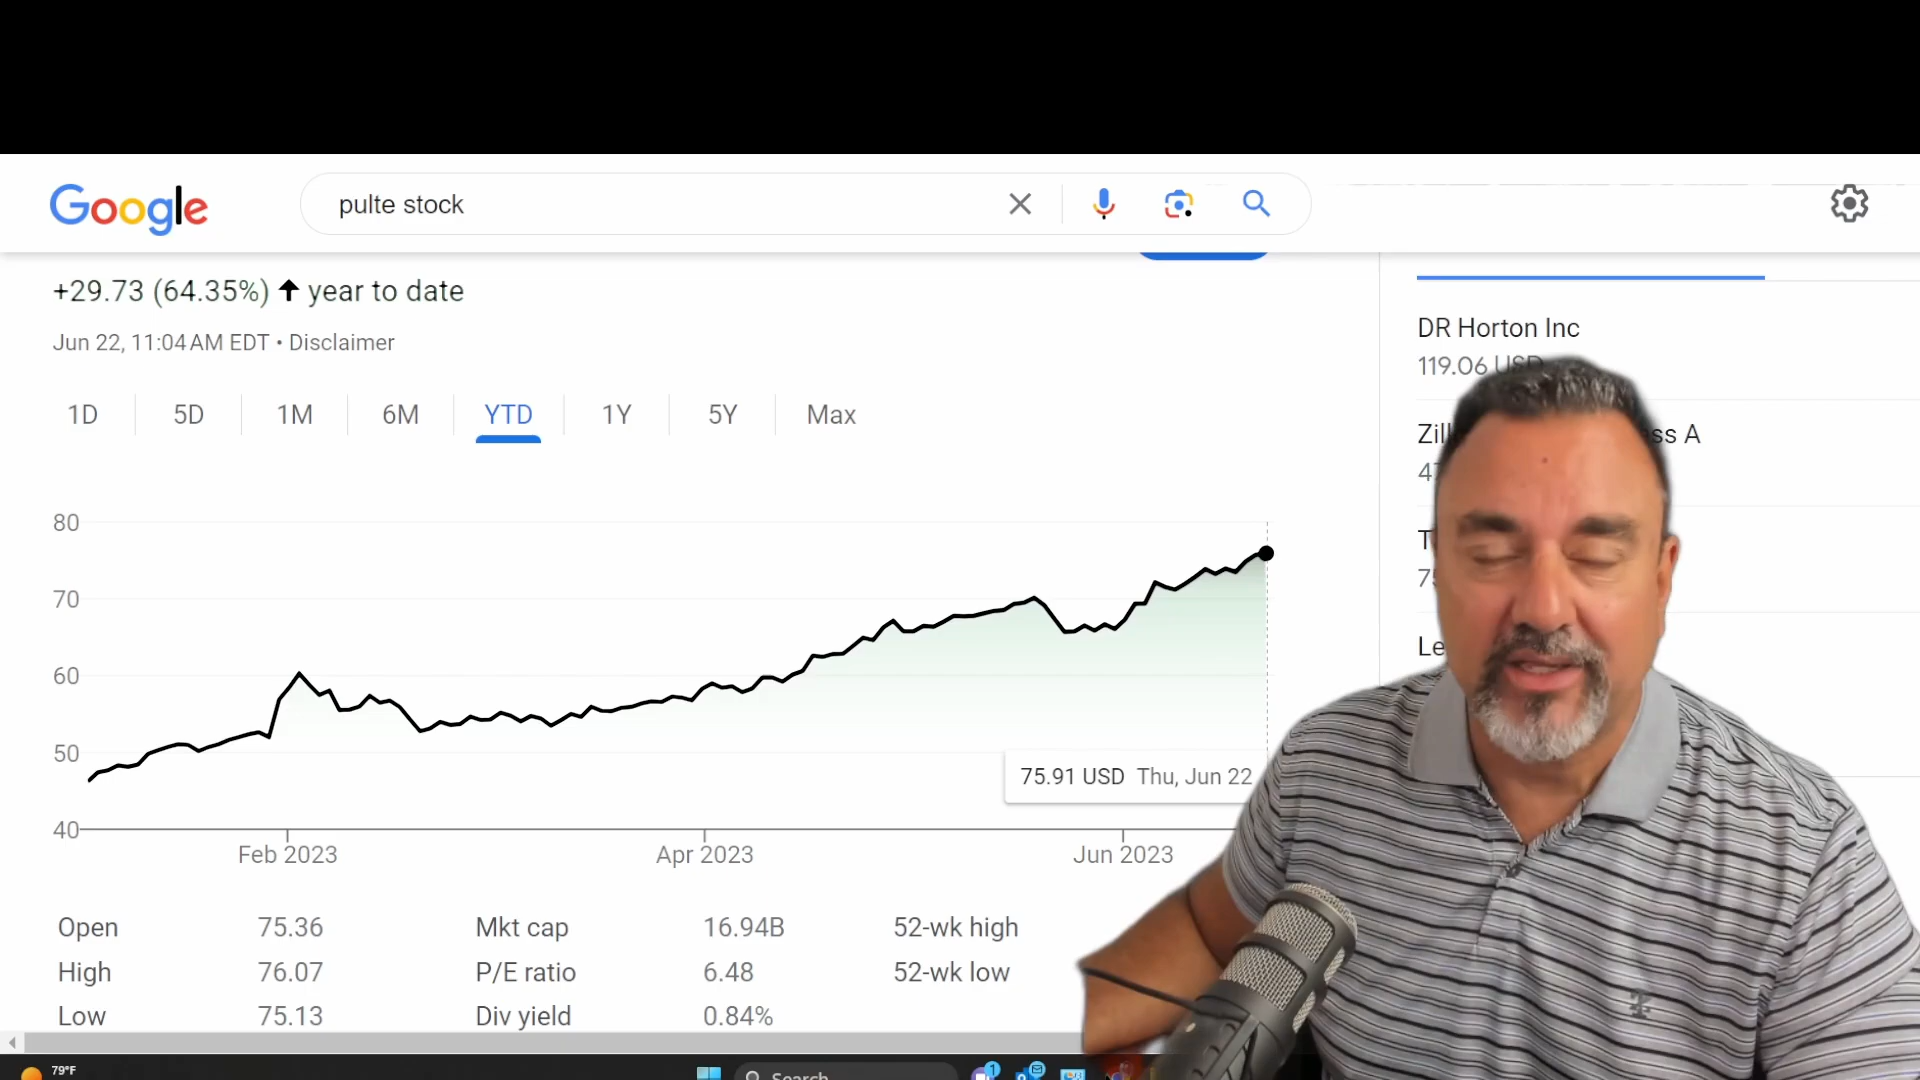 Google
pulte stock
+29.73 (64.35%) year to date
Jun 22, 11:04 AM EDT • Disclaimer
1D 5D 1M 6M YTD 1Y 5Y Max
80
70
60
50
40
75.91 USD Thu, Jun 22
Feb 2023 Apr 2023 Jun 2023
Open 75.36 Mkt cap 16.94B 52-wk high
High 76.07 P/E ratio 6.48 52-wk low
Low 75.13 Div yield 0.84%
DR Horton Inc
119.06 USD
ss A
79°F
Search
1